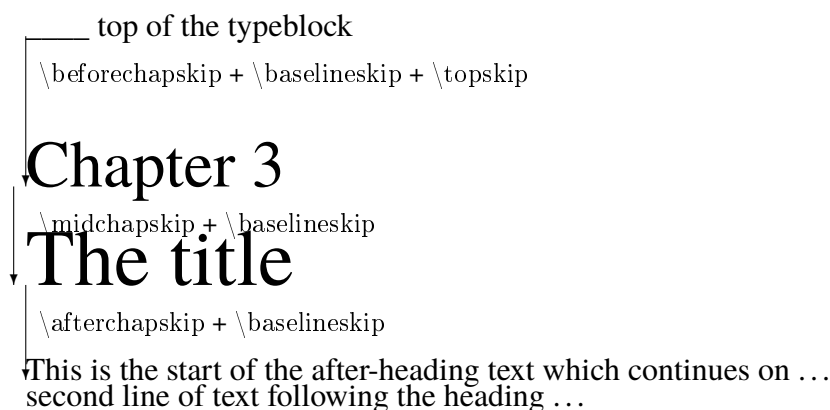 ____ top of the typeblock
\beforechapskip + \baselineskip + \topskip
Chapter 3
\midchapskip + \baselineskip
The title
\afterchapskip + \baselineskip
This is the start of the after-heading text which continues on …
second line of text following the heading …